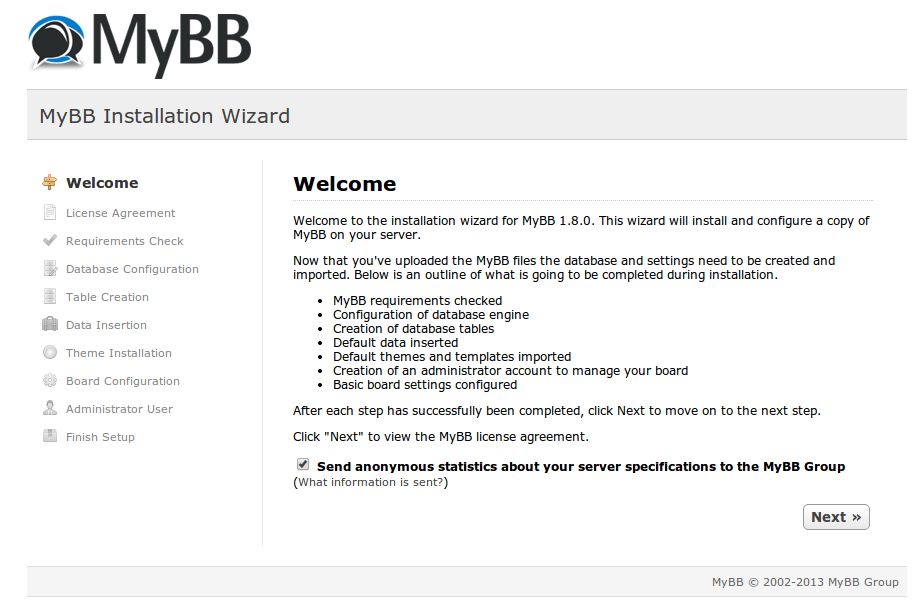 MyBB
MyBB Installation Wizard
Welcome
License Agreement
Requirements Check
Database Configuration
Table Creation
Data Insertion
Theme Installation
Board Configuration
Administrator User
Finish Setup
Welcome
Welcome to the installation wizard for MyBB 1.8.0. This wizard will install and configure a copy of
MyBB on your server.
Now that you've uploaded the MyBB files the database and settings need to be created and
imported. Below is an outline of what is going to be completed during installation.
• MyBB requirements checked
• Configuration of database engine
• Creation of database tables
• Default data inserted
• Default themes and templates imported
• Creation of an administrator account to manage your board
• Basic board settings configured
After each step has successfully been completed, click Next to move on to the next step.
Click "Next" to view the MyBB license agreement.
Send anonymous statistics about your server specifications to the MyBB Group
(What information is sent?)
Next »
MyBB © 2002-2013 MyBB Group